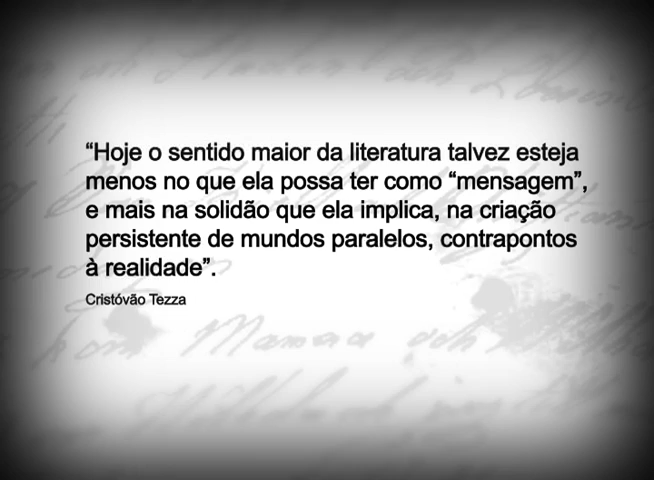 “Hoje o sentido maior da literatura talvez esteja
menos no que ela possa ter como “mensagem”,
e mais na solidão que ela implica, na criação
persistente de mundos paralelos, contrapontos
à realidade”.
Cristóvão Tezza